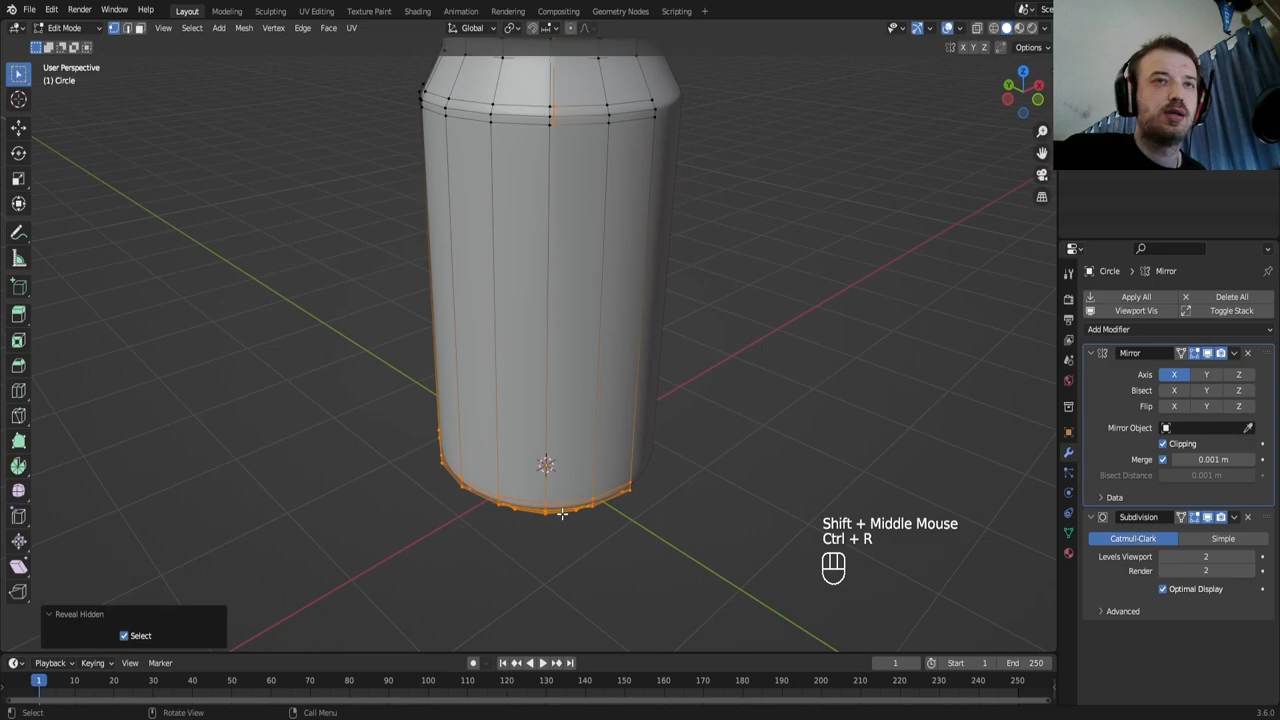 File Edit Render Window Help Layout Modeling Sculpting UV Editing Texture Paint Shading Animation Rendering Compositing Geometry Nodes Scripting + Sce
Edit Mode View Select Add Mesh Vertex Edge Face UV Global
X Y Z Options
User Perspective
(1) Circle
Z
Y X
Circle > Mirror
Apply All Delete All
Viewport Vis Toggle Stack
Add Modifier
Mirror
Axis X Y Z
Bisect X Y Z
Flip X Y Z
Mirror Object
Clipping
Merge 0.001 m
Bisect Distance 0.001 m
Data
Subdivision
Catmull-Clark Simple
Levels Viewport 2
Render 2
Optimal Display
Advanced
Shift + Middle Mouse
Ctrl + R
Reveal Hidden
Select
Playback Keying View Marker 1 Start 1 End 250
1 10 20 30 40 50 60 70 80 90 100 110 120 130 140 150 160 170 180 190 200 210 220 230 240 250
Select Rotate View Call Menu 3.6.0